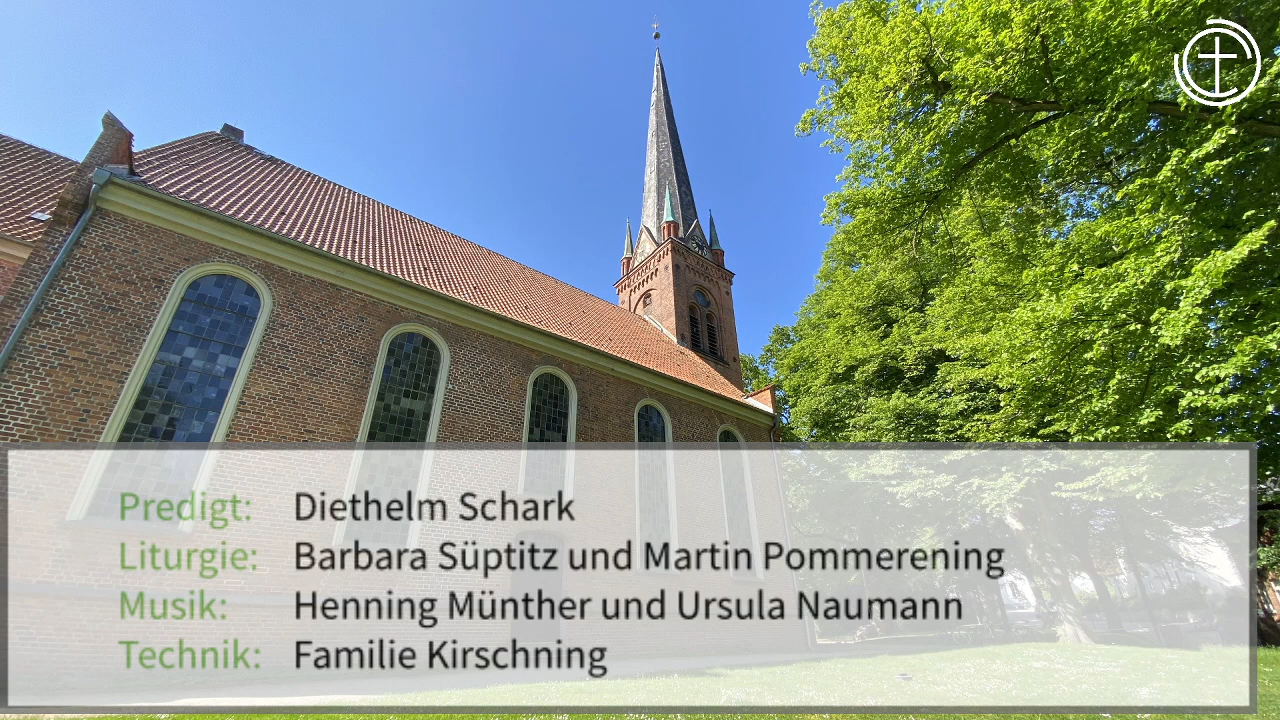 Predigt: Diethelm Schark
Liturgie: Barbara Süptitz und Martin Pommerening
Musik: Henning Münther und Ursula Naumann
Technik: Familie Kirschning